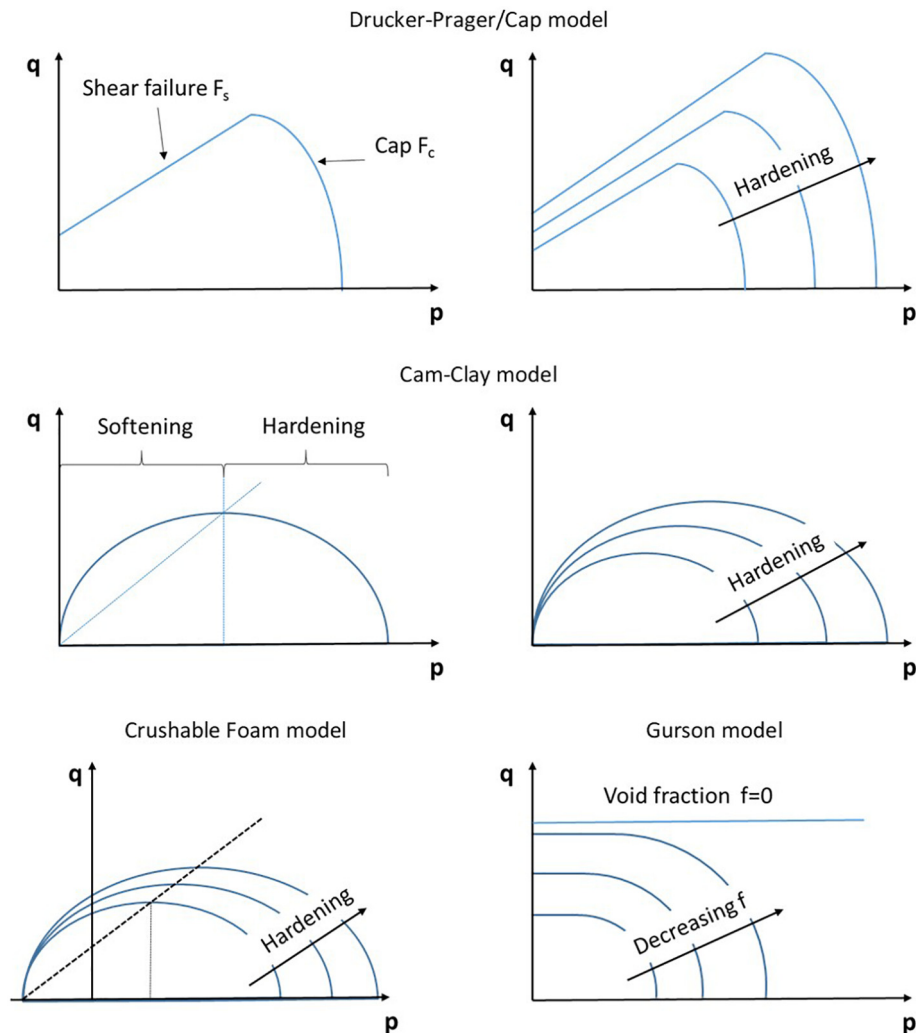 Drucker-Prager/Cap model
q
Shear failure Fs
Cap Fc
p
q
Hardening
p
Cam-Clay model
q
Softening
Hardening
p
q
Hardening
p
Crushable Foam model
q
Hardening
p
Gurson model
q
Void fraction f=0
Decreasing f
p